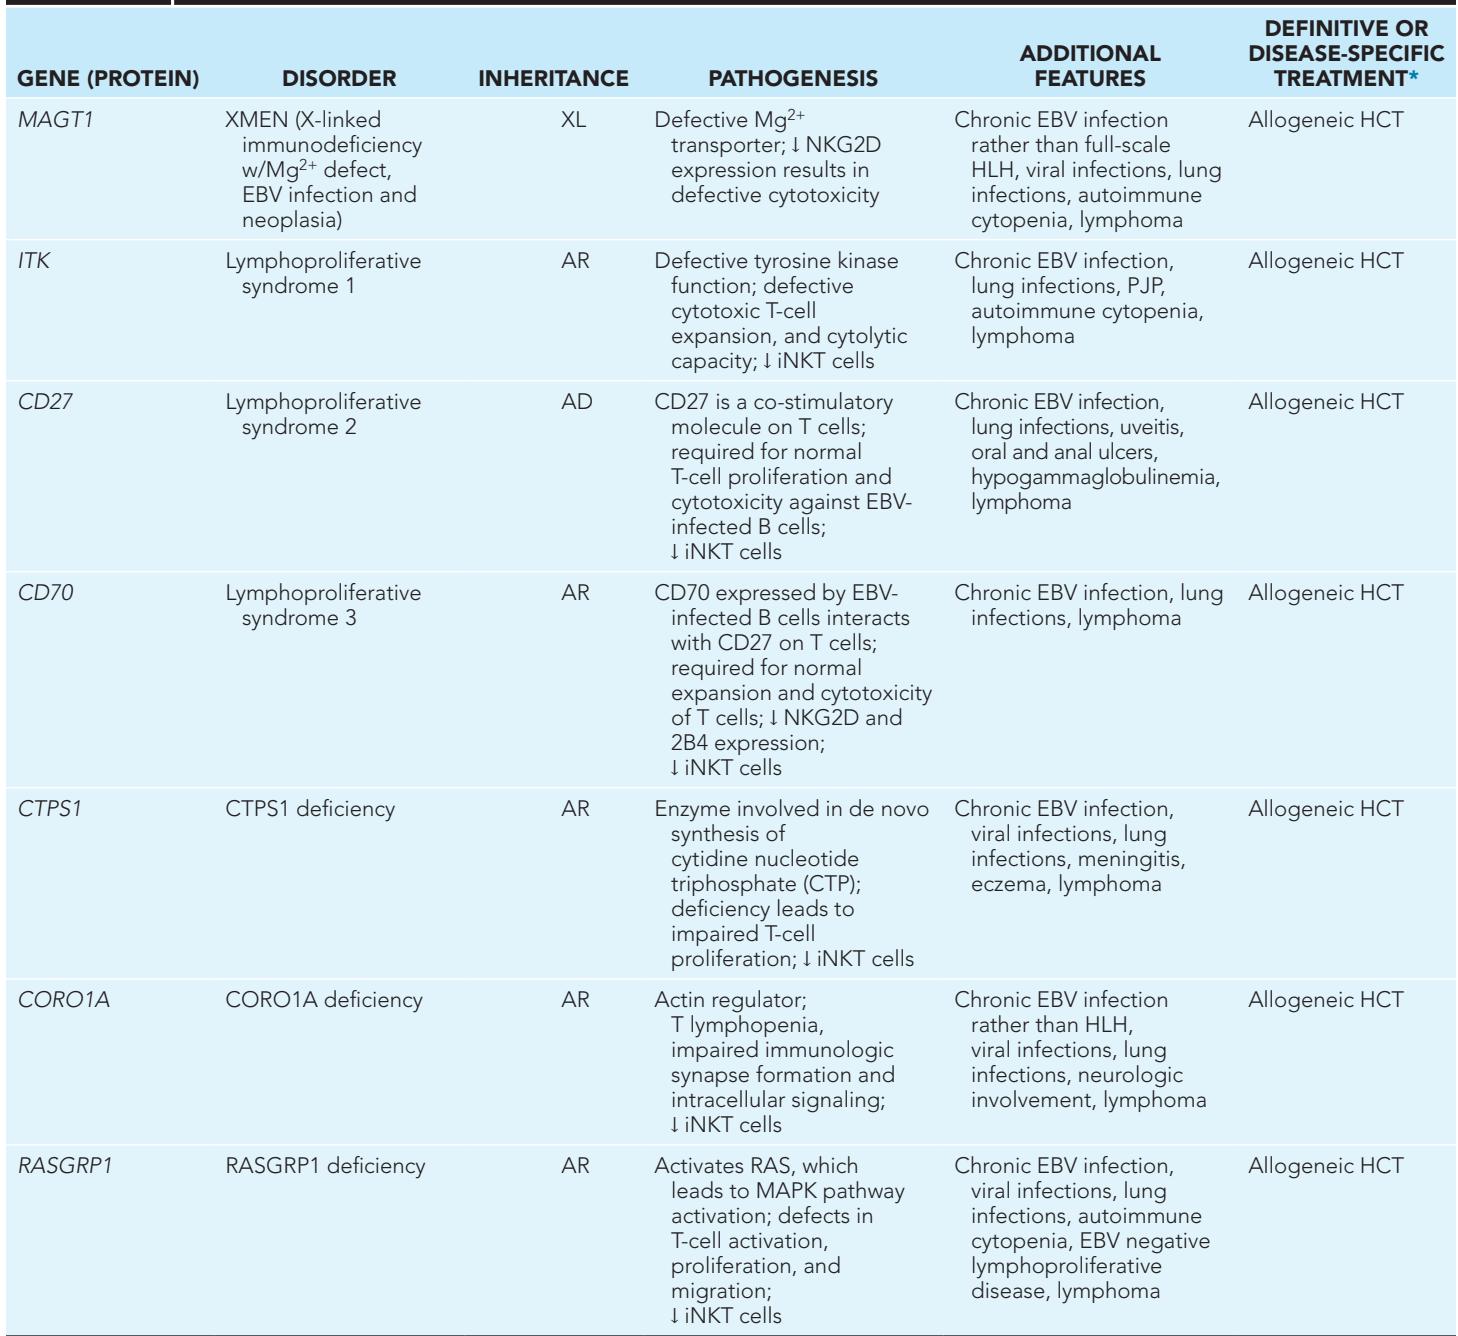 GENE (PROTEIN)
DISORDER
INHERITANCE
PATHOGENESIS
ADDITIONAL
FEATURES
DEFINITIVE OR
DISEASE-SPECIFIC
TREATMENT*
MAGT1
XMEN (X-linked
immunodeficiency
w/Mg2+ defect,
EBV infection and
neoplasia)
XL
Defective Mg2+
transporter; ↓ NKG2D
expression results in
defective cytotoxicity
Chronic EBV infection
rather than full-scale
HLH, viral infections, lung
infections, autoimmune
cytopenia, lymphoma
Allogeneic HCT
ITK
Lymphoproliferative
syndrome 1
AR
Defective tyrosine kinase
function; defective
cytotoxic T-cell
expansion, and cytolytic
capacity; ↓ iNKT cells
Chronic EBV infection,
lung infections, PJP,
autoimmune cytopenia,
lymphoma
Allogeneic HCT
CD27
Lymphoproliferative
syndrome 2
AD
CD27 is a co-stimulatory
molecule on T cells;
required for normal
T-cell proliferation and
cytotoxicity against EBV-
infected B cells;
↓ iNKT cells
Chronic EBV infection,
lung infections, uveitis,
oral and anal ulcers,
hypogammaglobulinemia,
lymphoma
Allogeneic HCT
CD70
Lymphoproliferative
syndrome 3
AR
CD70 expressed by EBV-
infected B cells interacts
with CD27 on T cells;
required for normal
expansion and cytotoxicity
of T cells; ↓ NKG2D and
2B4 expression;
↓ iNKT cells
Chronic EBV infection, lung
infections, lymphoma
Allogeneic HCT
CTPS1
CTPS1 deficiency
AR
Enzyme involved in de novo
synthesis of
cytidine nucleotide
triphosphate (CTP);
deficiency leads to
impaired T-cell
proliferation; ↓ iNKT cells
Chronic EBV infection,
viral infections, lung
infections, meningitis,
eczema, lymphoma
Allogeneic HCT
CORO1A
CORO1A deficiency
AR
Actin regulator;
T lymphopenia,
impaired immunologic
synapse formation and
intracellular signaling;
↓ iNKT cells
Chronic EBV infection
rather than HLH,
viral infections, lung
infections, neurologic
involvement, lymphoma
Allogeneic HCT
RASGRP1
RASGRP1 deficiency
AR
Activates RAS, which
leads to MAPK pathway
activation; defects in
T-cell activation,
proliferation, and
migration;
↓ iNKT cells
Chronic EBV infection,
viral infections, lung
infections, autoimmune
cytopenia, EBV negative
lymphoproliferative
disease, lymphoma
Allogeneic HCT